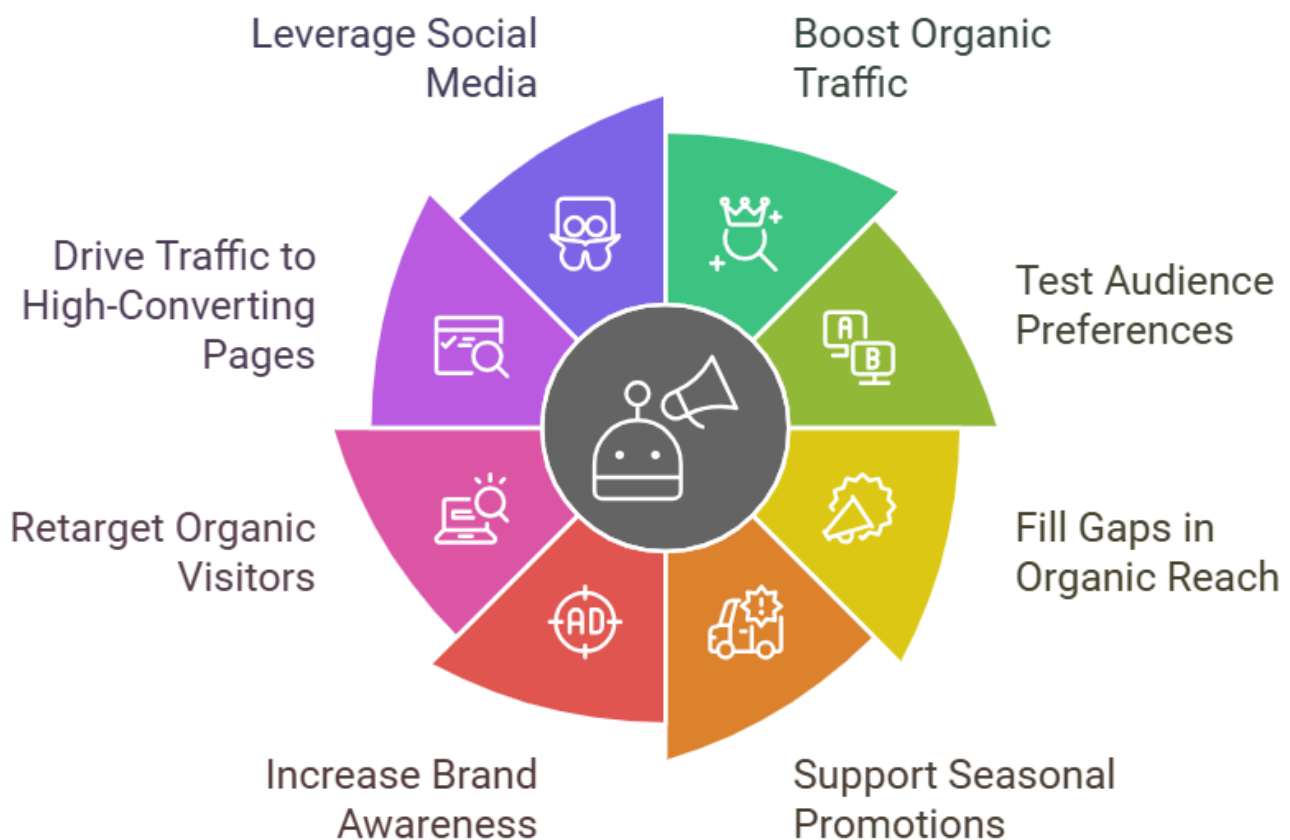 Leverage Social
Media
Boost Organic
Traffic
Drive Traffic to
High-Converting
Pages
Test Audience
Preferences
A
B
Retarget Organic
Visitors
Fill Gaps in
Organic Reach
AD
!
Increase Brand
Awareness
Support Seasonal
Promotions